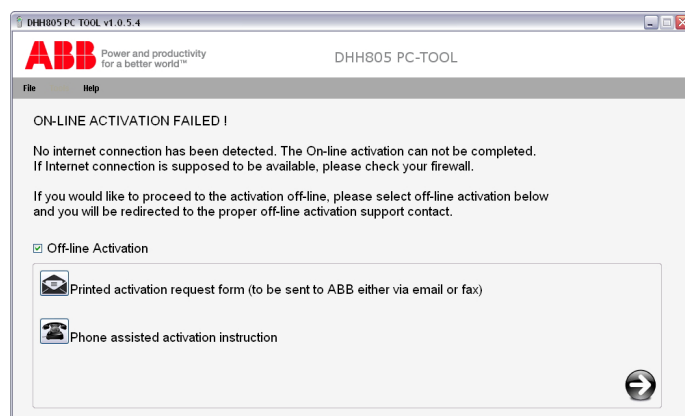 DHH805 PC TOOL v1.0.5.4
ABB
Power and productivity
for a better world™
DHH805 PC-TOOL
File Help
ON-LINE ACTIVATION FAILED !
No internet connection has been detected. The On-line activation can not be completed.
If Internet connection is supposed to be available, please check your firewall.
If you would like to proceed to the activation off-line, please select off-line activation below
and you will be redirected to the proper off-line activation support contact.
Off-line Activation
Printed activation request form (to be sent to ABB either via email or fax)
Phone assisted activation instruction